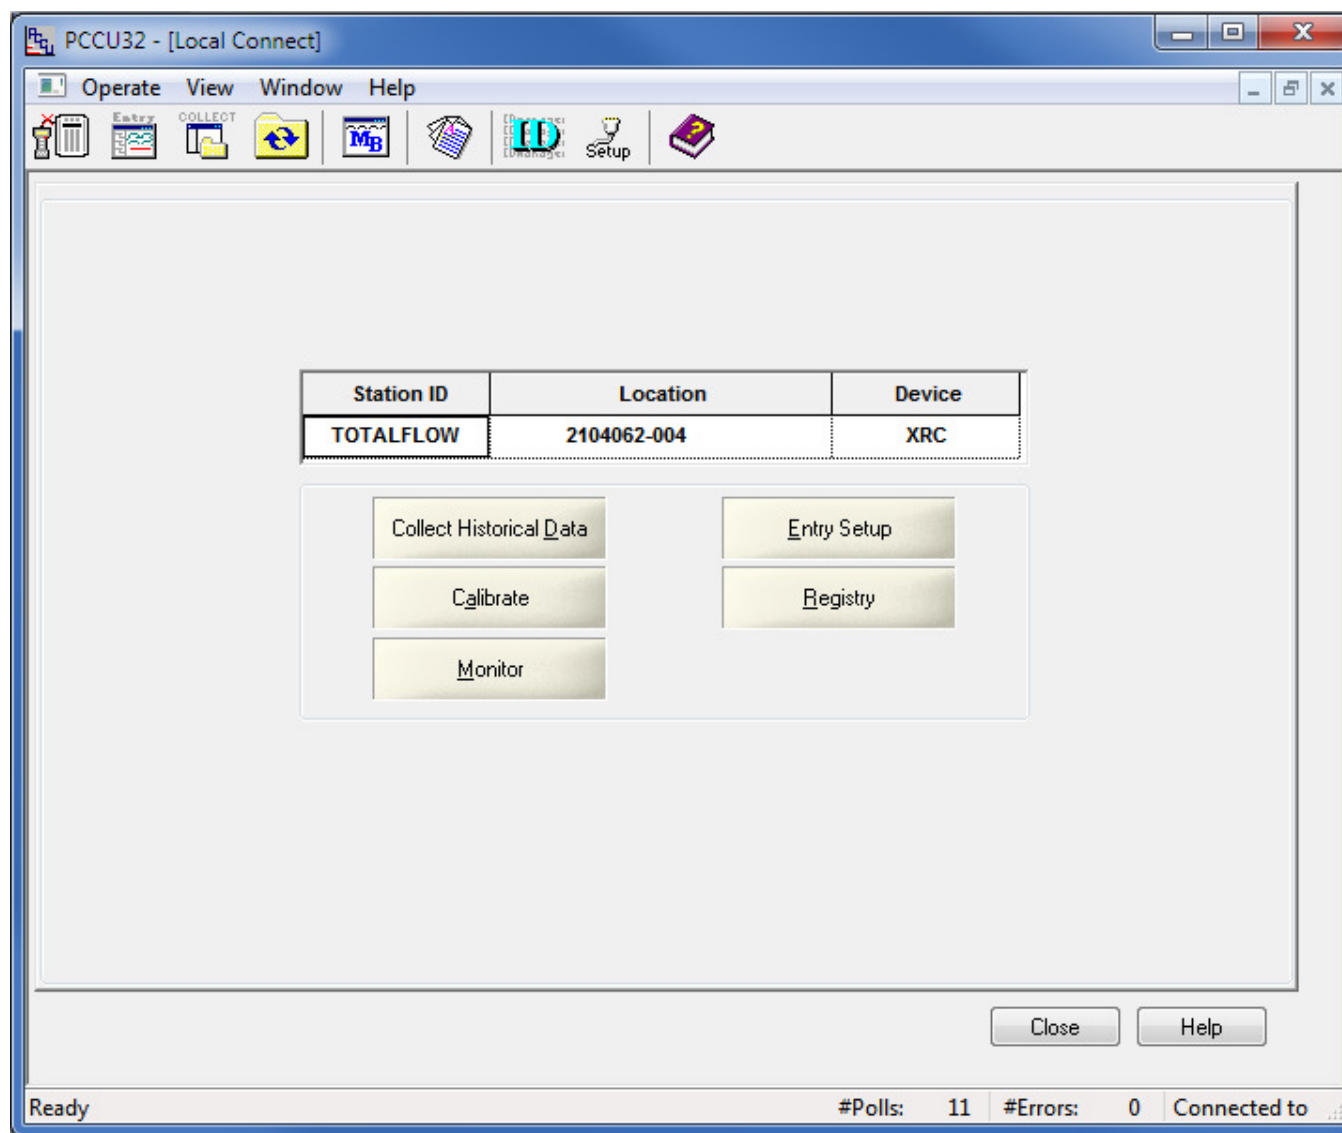 PCCU32 - [Local Connect]
Operate View Window Help
Entry COLLECT MB ID Setup
Station ID Location Device
TOTALFLOW 2104062-004 XRC
Collect Historical Data Entry Setup
Calibrate Registry
Monitor
Close Help
Ready #Polls: 11 #Errors: 0 Connected to